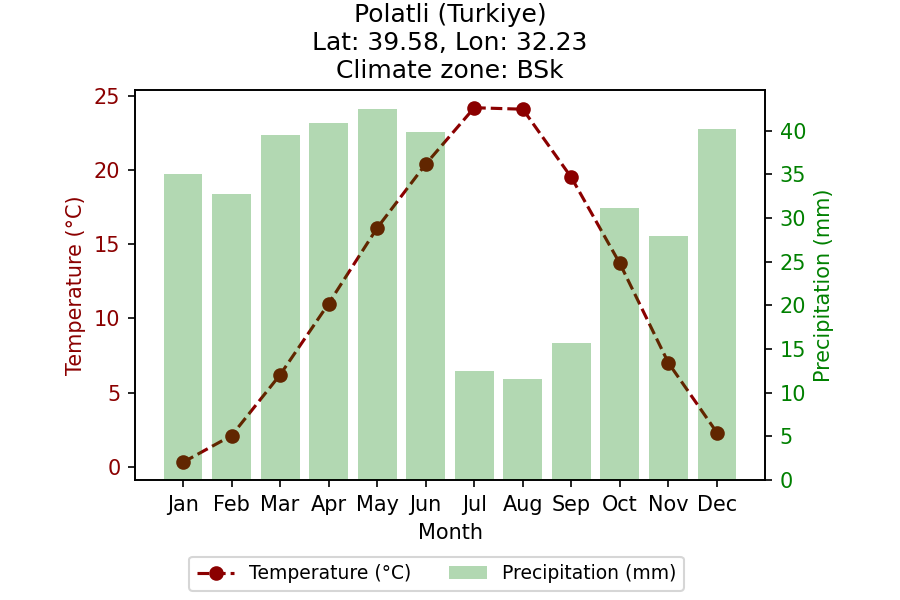 Polatli (Turkiye)
Lat: 39.58, Lon: 32.23
Climate zone: BSk
25
20
15
10
5
0
Temperature (°C)
40
35
30
25
20
15
10
5
0
Precipitation (mm)
Jan Feb Mar Apr May Jun Jul Aug Sep Oct Nov Dec
Month
Temperature (°C) Precipitation (mm)